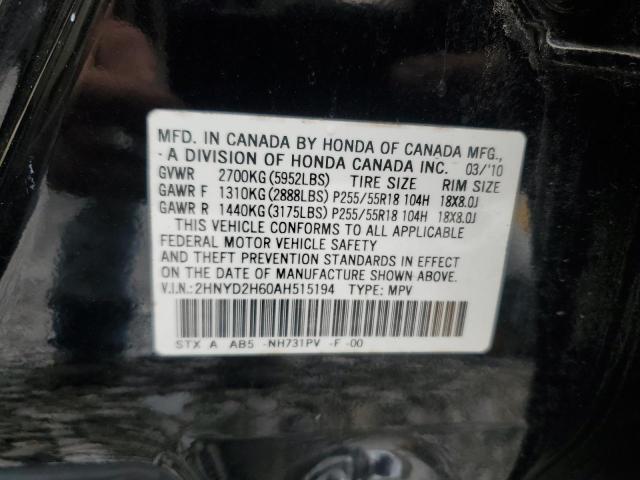 MFD. IN CANADA BY HONDA OF CANADA MFG.,
A DIVISION OF HONDA CANADA INC. 03/'10
GVWR 2700KG(5952LBS) TIRE SIZE RIM SIZE
GAWR F 1310KG(2888LBS) P255/55R18 104H 18X8.0J
GAWR R 1440KG(3175LBS) P255/55R18 104H 18X8.0J
THIS VEHICLE CONFORMS TO ALL APPLICABLE
FEDERAL MOTOR VEHICLE SAFETY
AND THEFT PREVENTION STANDARDS IN EFFECT
ON THE DATE OF MANUFACTURE SHOWN ABOVE.
V.I.N.:2HNYD2H60AH515194 TYPE: MPV
STX A AB5 -NH731PV -F -00